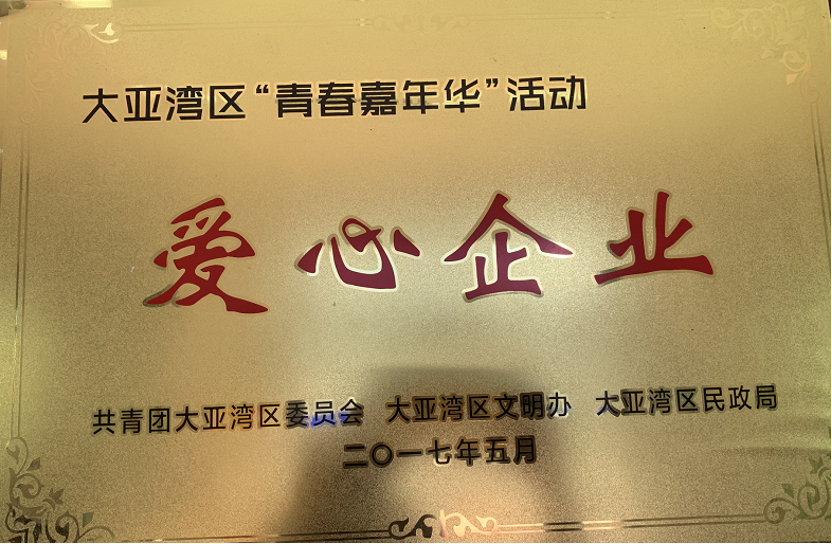 大亚湾区“青春嘉年华”活动
爱心企业
共青团大亚湾区委员会 大亚湾区文明办 大亚湾区民政局
二〇一七年五月